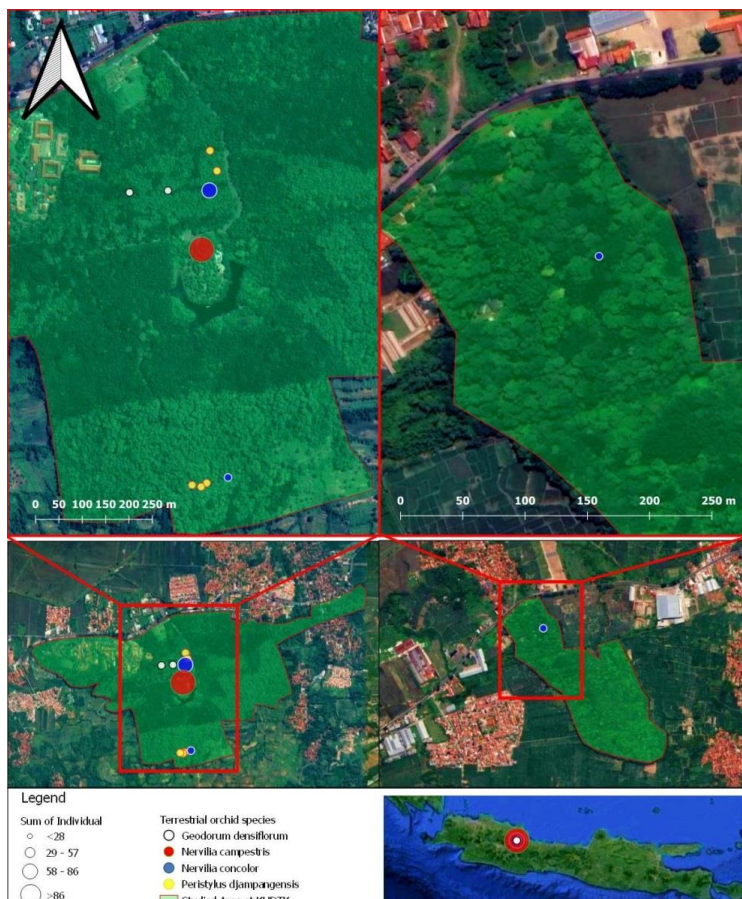 0 50 100 150 200 250 m
0 50 100 150 200 250 m
Legend
Sum of Individual
<28
29 - 57
58 - 86
>86
Terrestrial orchid species
Geodorum densiflorum
Nervilia campestris
Nervilia concolor
Peristylus djampangensis